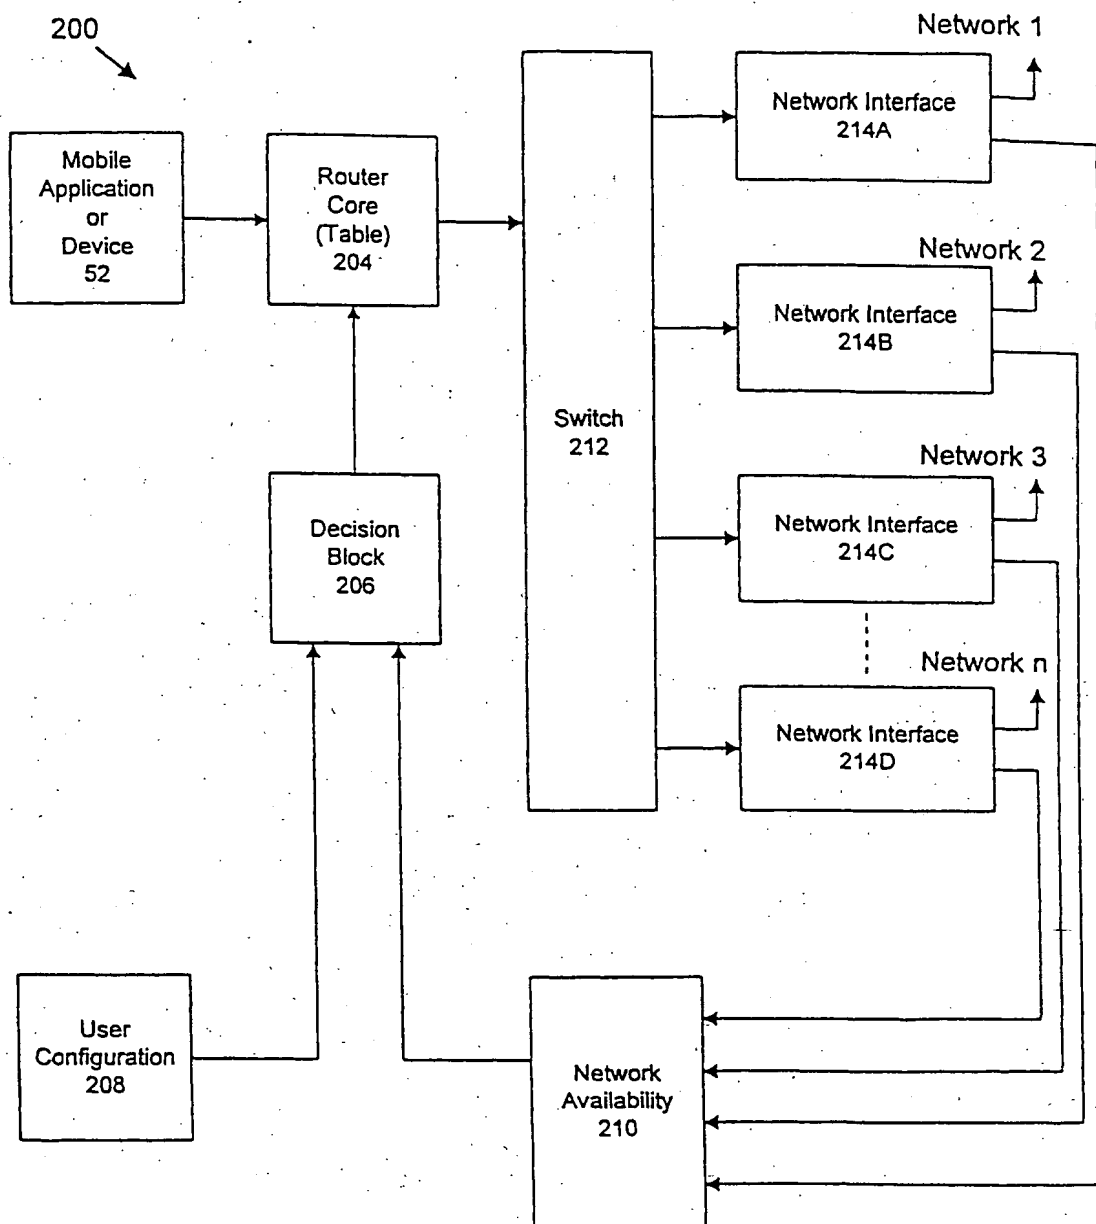 200
Network 1
Network Interface
214A
Mobile
Application
or
Device
52
Router
Core
(Table)
204
Network 2
Network Interface
214B
Switch
212
Network 3
Network Interface
214C
Decision
Block
206
Network n
Network Interface
214D
User
Configuration
208
Network
Availability
210